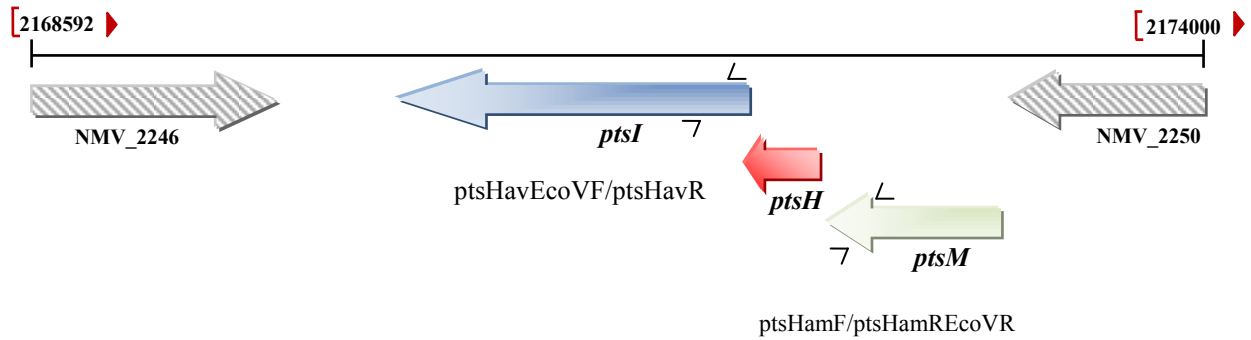 2168592
2174000
NMV_2246
ptsI
NMV_2250
ptsHavEcoVF/ptsHavR
ptsH
ptsM
ptsHamF/ptsHamREcoVR